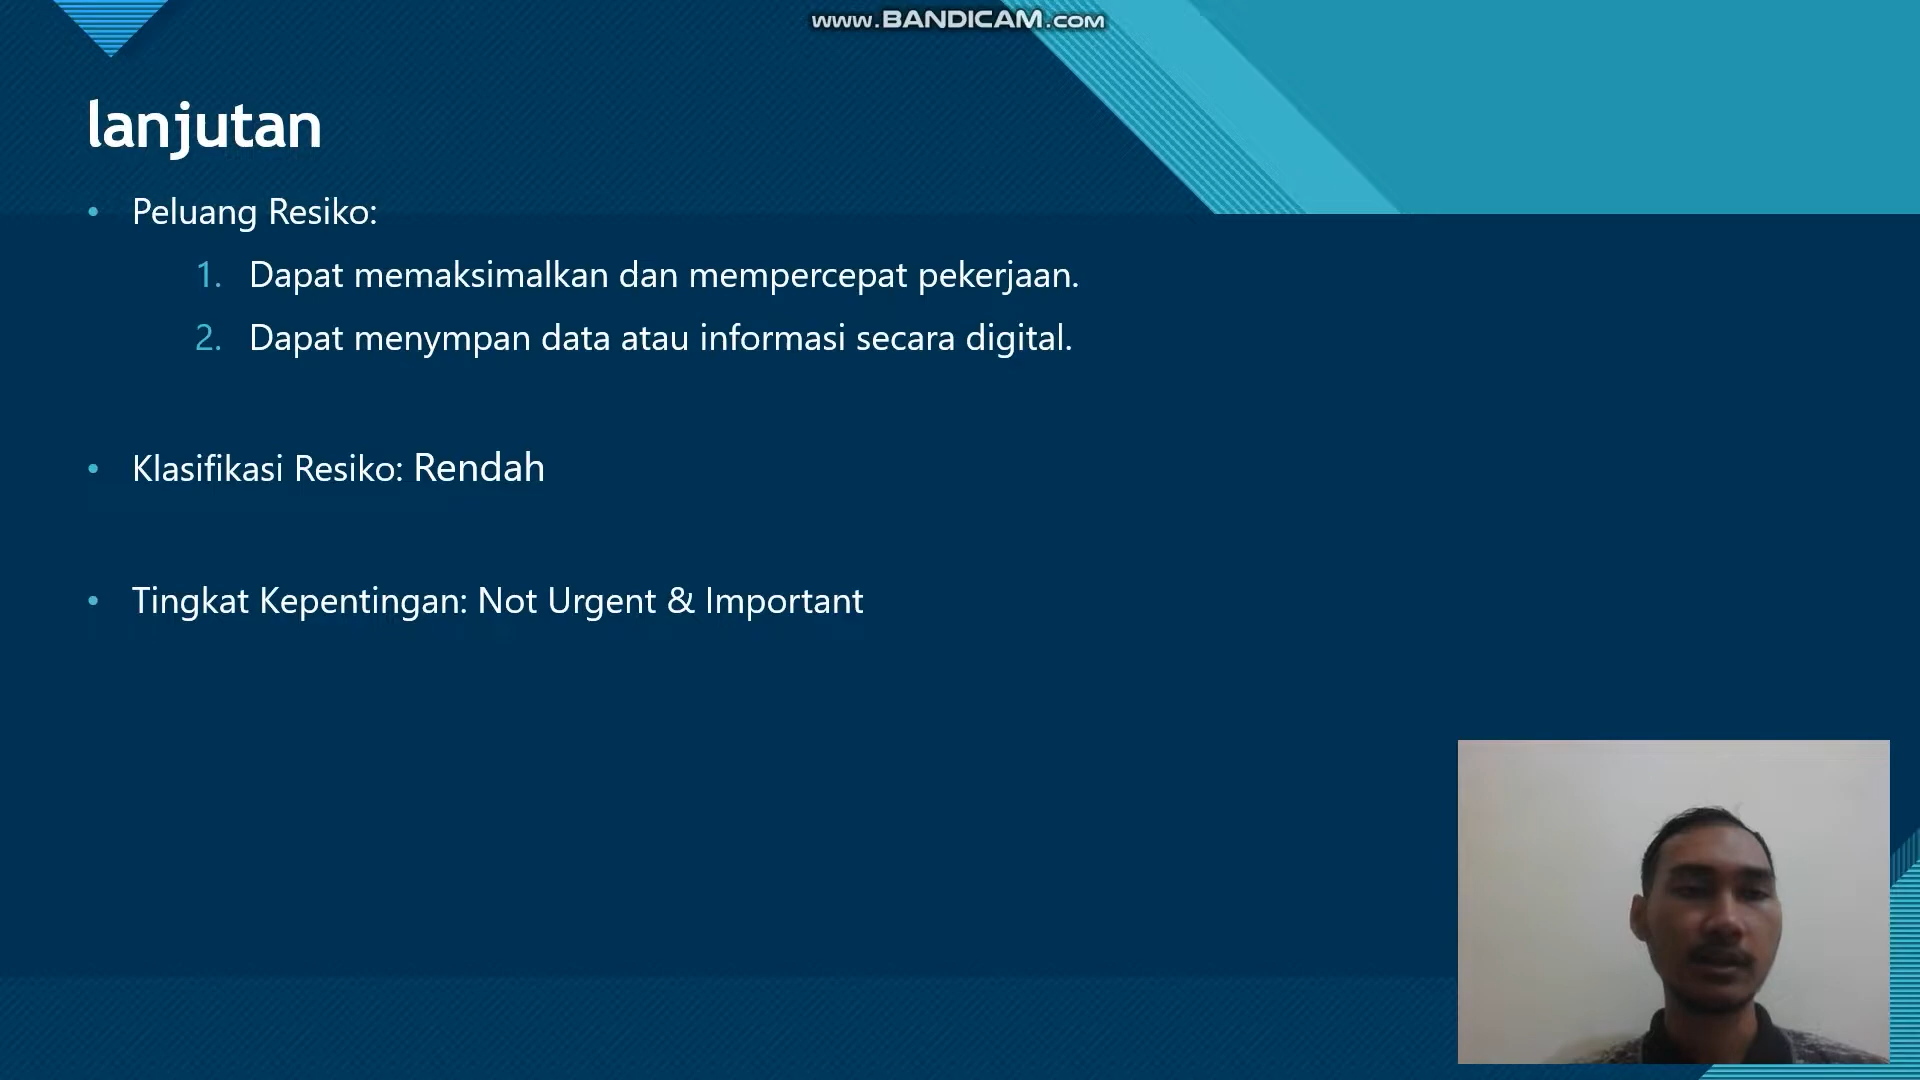 www.BANDICAM.com
lanjutan
• Peluang Resiko:
1. Dapat memaksimalkan dan mempercepat pekerjaan.
2. Dapat menympan data atau informasi secara digital.
• Klasifikasi Resiko: Rendah
• Tingkat Kepentingan: Not Urgent & Important